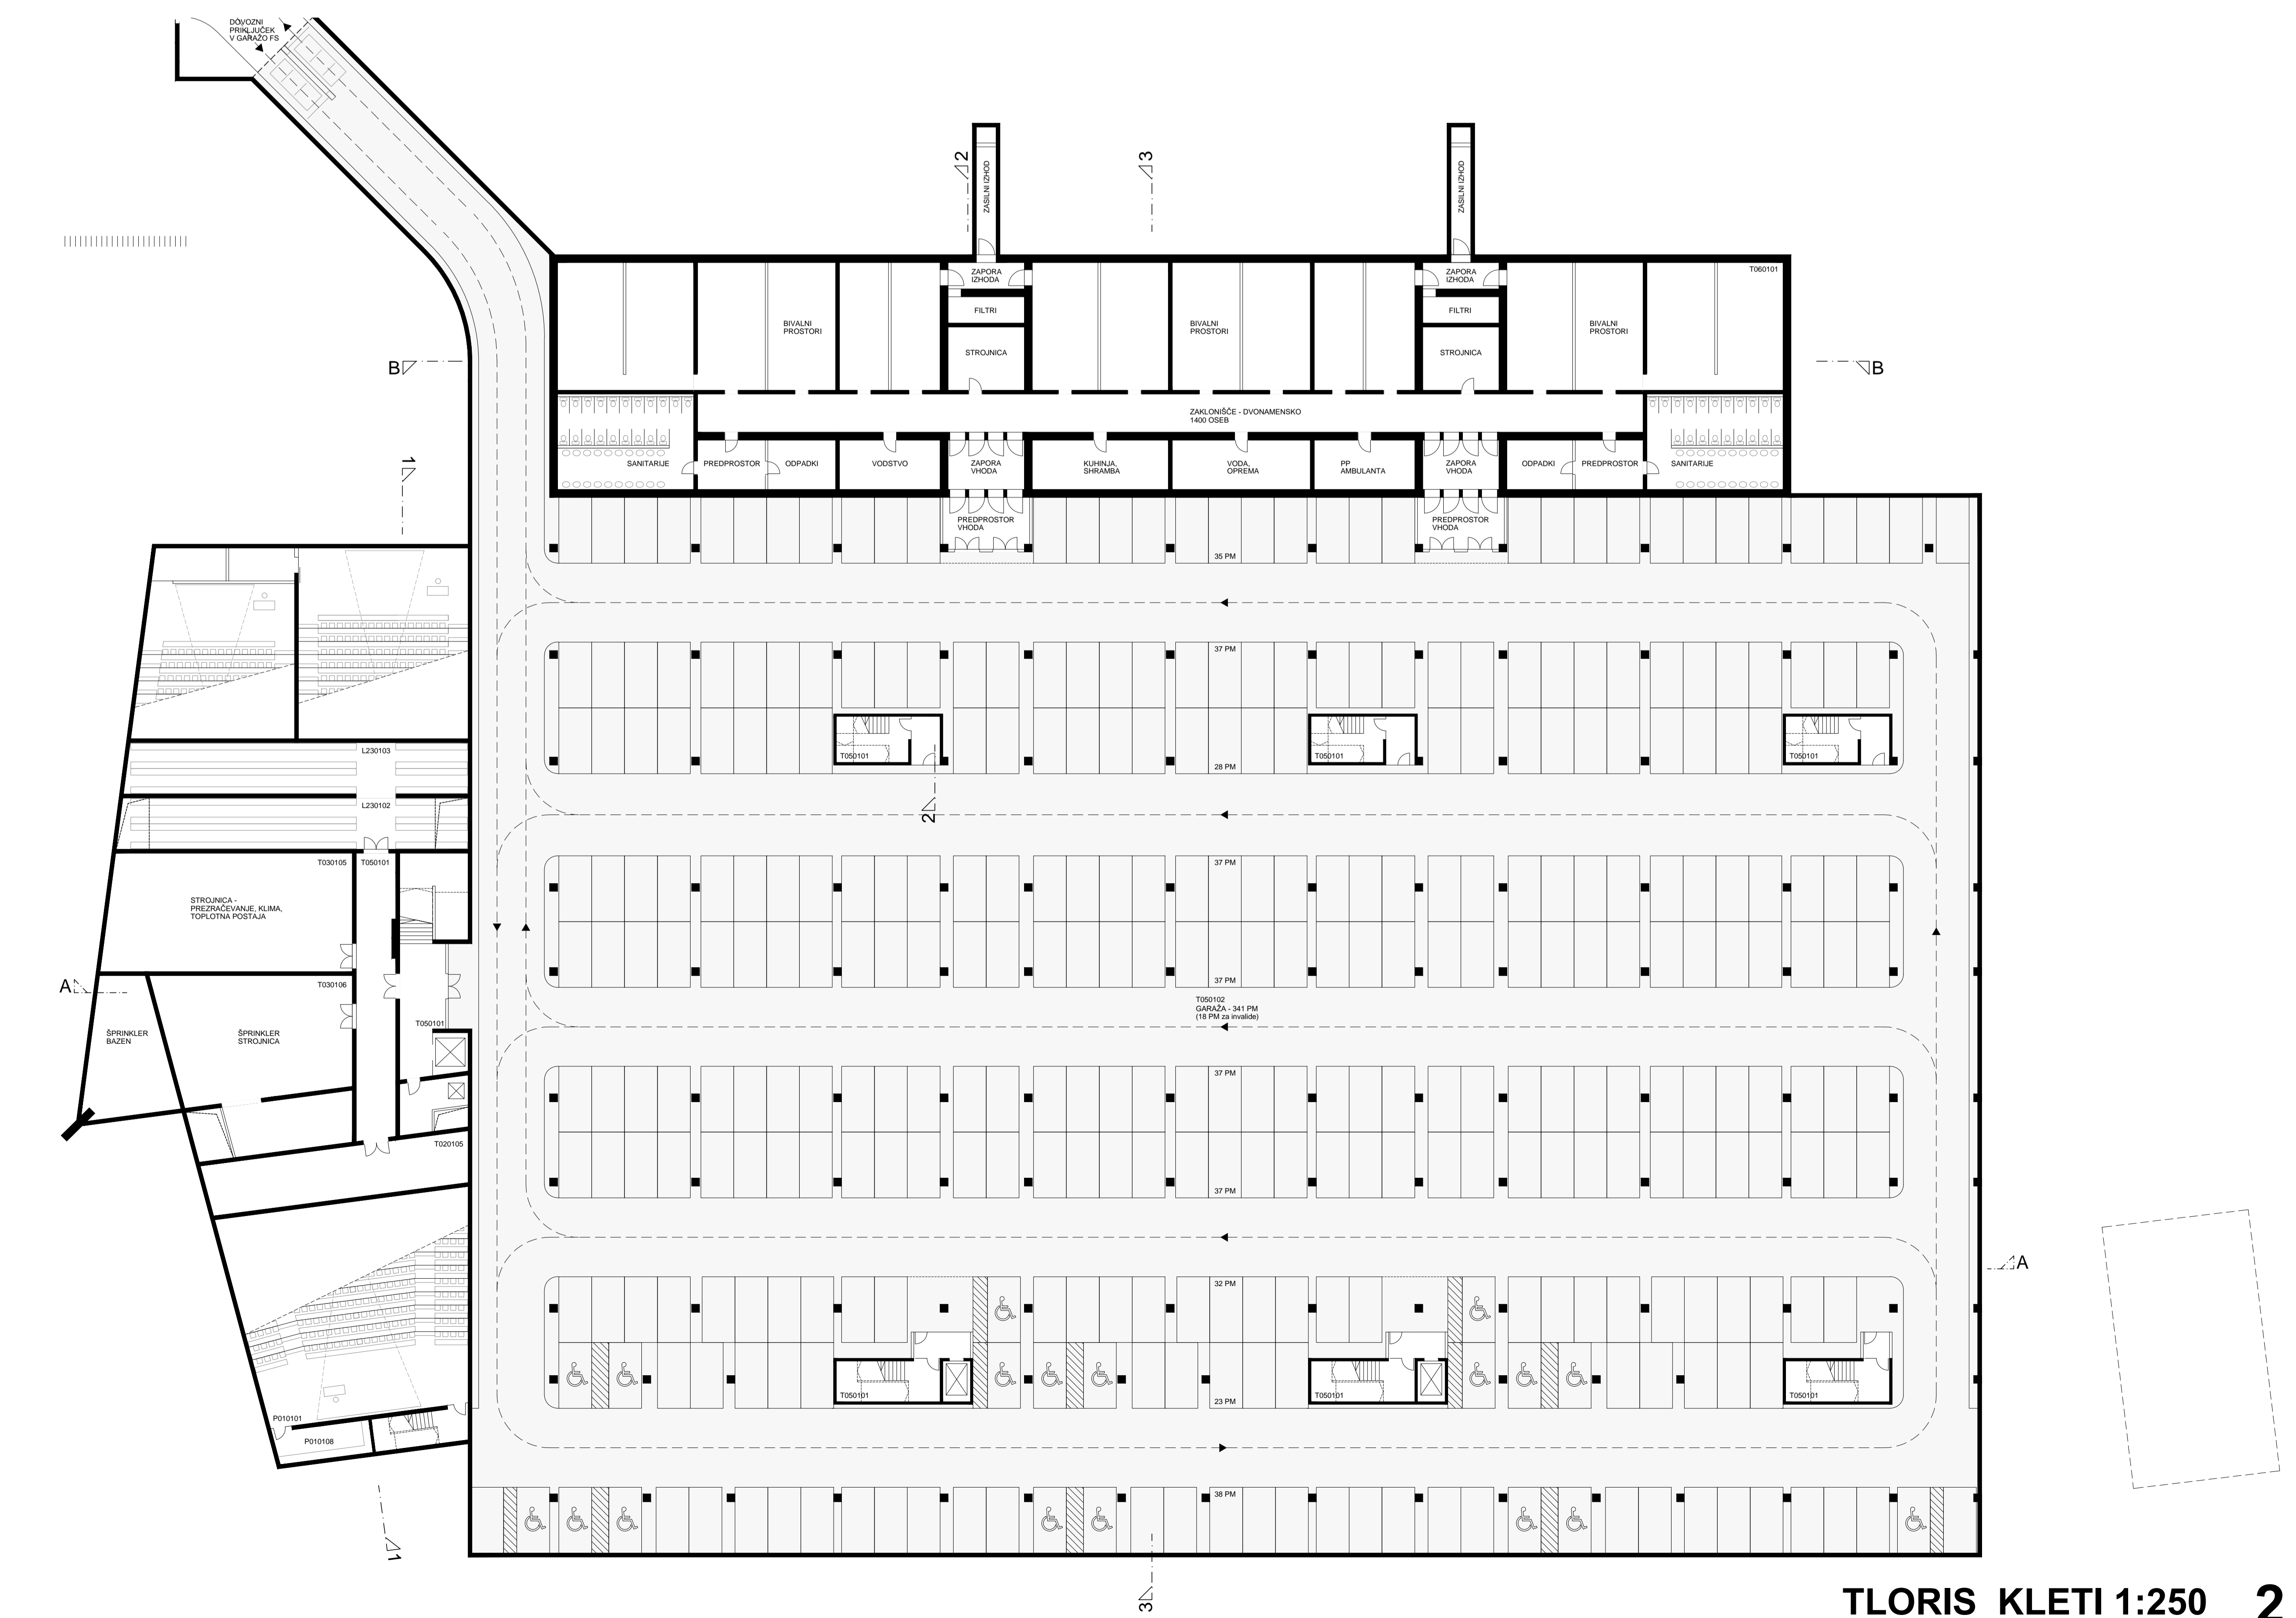 DOVOZNI
PRIKLJUČEK
V GARAŽO FS
2
3
ZASILNI IZHOD
ZASILNI IZHOD
ZAPORA
IZHODA
ZAPORA
IZHODA
T060101
FILTRI
FILTRI
BIVALNI
PROSTORI
BIVALNI
PROSTORI
BIVALNI
PROSTORI
STROJNICA
STROJNICA
B
B
ZAKLONIŠČE - DVONAMENSKO
1400 OSEB
1
SANITARIJE
PREDPROSTOR
ODPADKI
VODSTVO
ZAPORA
VHODA
KUHINJA,
SHRAMBA
VODA,
OPREMA
PP
AMBULANTA
ZAPORA
VHODA
ODPADKI
PREDPROSTOR
SANITARIJE
PREDPROSTOR
VHODA
PREDPROSTOR
VHODA
35 PM
37 PM
L230103
T050101
T050101
T050101
28 PM
L230102
2
T030105
T050101
37 PM
STROJNICA -
PREZRAČEVANJE, KLIMA,
TOPLOTNA POSTAJA
A
T030106
37 PM
T050102
GARAŽA - 341 PM
(18 PM za invalide)
T050101
ŠPRINKLER
BAZEN
ŠPRINKLER
STROJNICA
37 PM
T020105
37 PM
A
32 PM
T050101
T050101
T050101
23 PM
P010101
P010108
38 PM
1
3
TLORIS KLETI 1:250 2